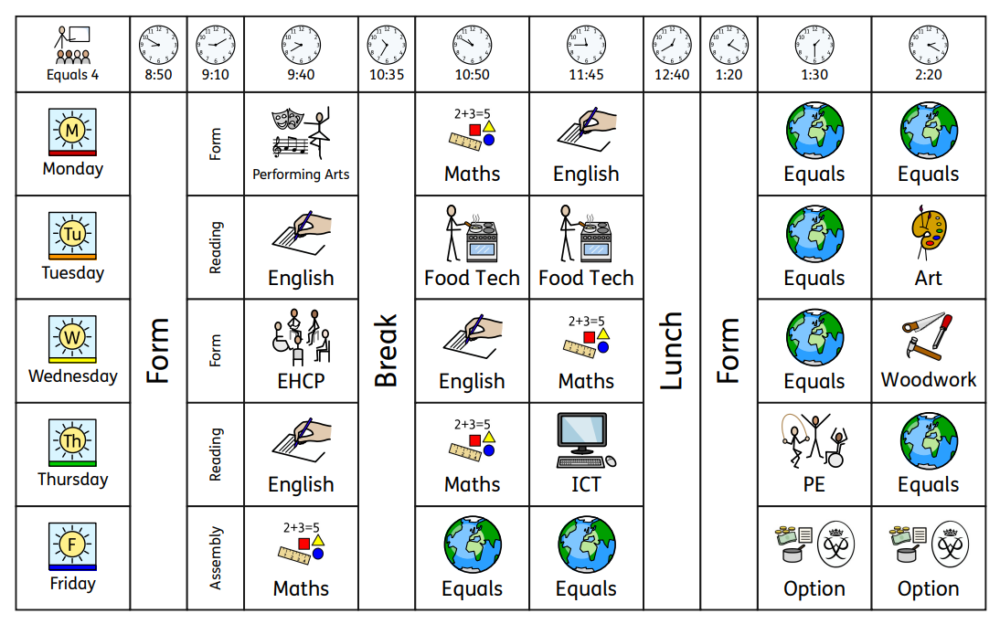 Equals 4 8:50 9:10 9:40 10:35 10:50 11:45 12:40 1:20 1:30 2:20
Form Break Lunch Form
M Monday Form Performing Arts 2+3=5 Maths English Equals Equals
Tu Tuesday Reading English Food Tech Food Tech Equals Art
W Wednesday Form EHCP English 2+3=5 Maths Equals Woodwork
Th Thursday Reading English 2+3=5 Maths ICT PE Equals
F Friday Assembly 2+3=5 Maths Equals Equals Option Option